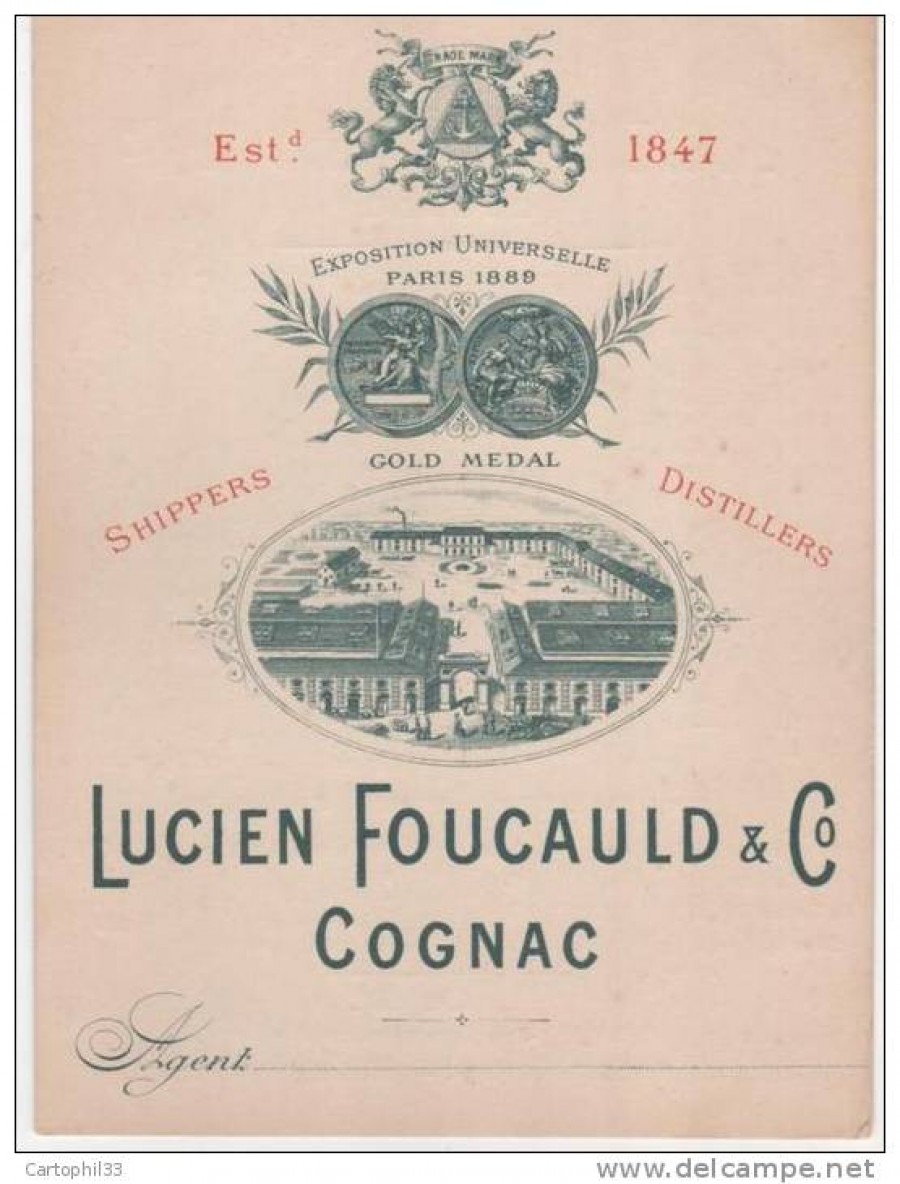 TRADE MARK
Estd. 1847
EXPOSITION UNIVERSELLE
PARIS 1889
GOLD MEDAL
SHIPPERS DISTILLERS
LUCIEN FOUCAULD & Co
COGNAC
Agent
Cartophil33
www.delcampe.net